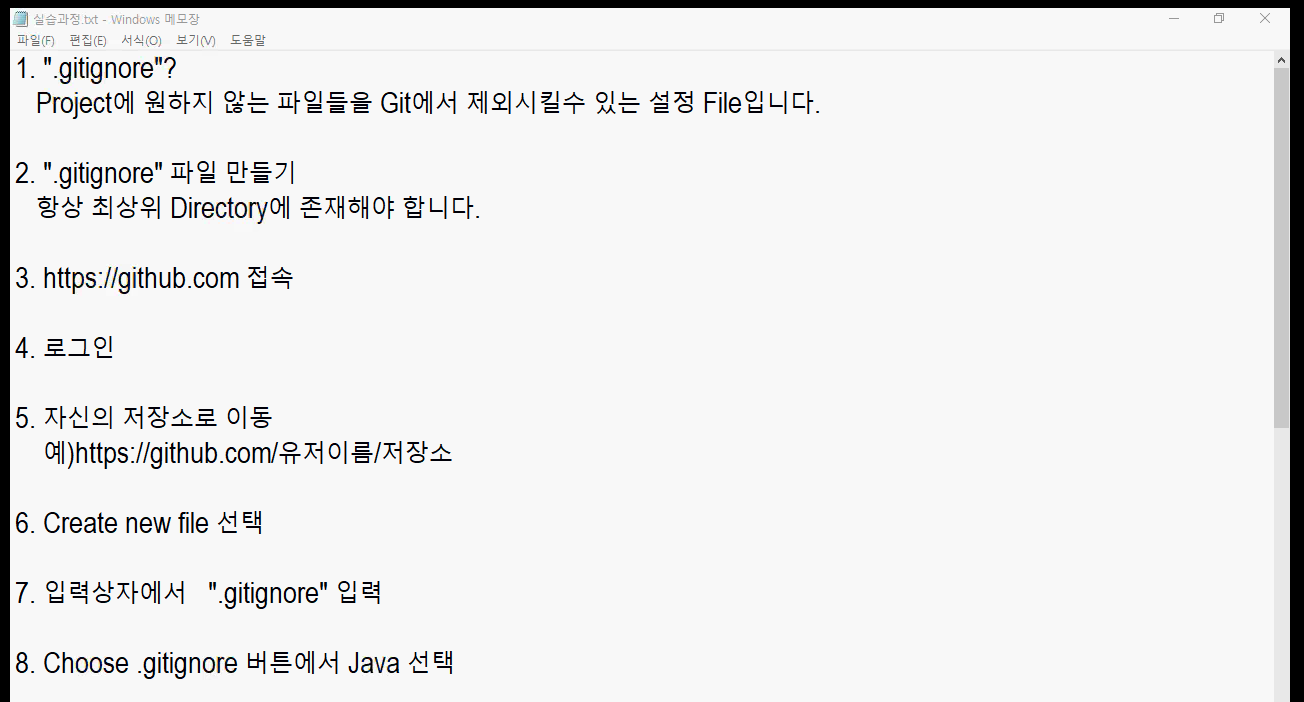 실습과정.txt - Windows 메모장
파일(F) 편집(E) 서식(O) 보기(V) 도움말
1. ".gitignore"?
Project에 원하지 않는 파일들을 Git에서 제외시킬수 있는 설정 File입니다.
2. ".gitignore" 파일 만들기
항상 최상위 Directory에 존재해야 합니다.
3. https://github.com 접속
4. 로그인
5. 자신의 저장소로 이동
예)https://github.com/유저이름/저장소
6. Create new file 선택
7. 입력상자에서 ".gitignore" 입력
8. Choose .gitignore 버튼에서 Java 선택